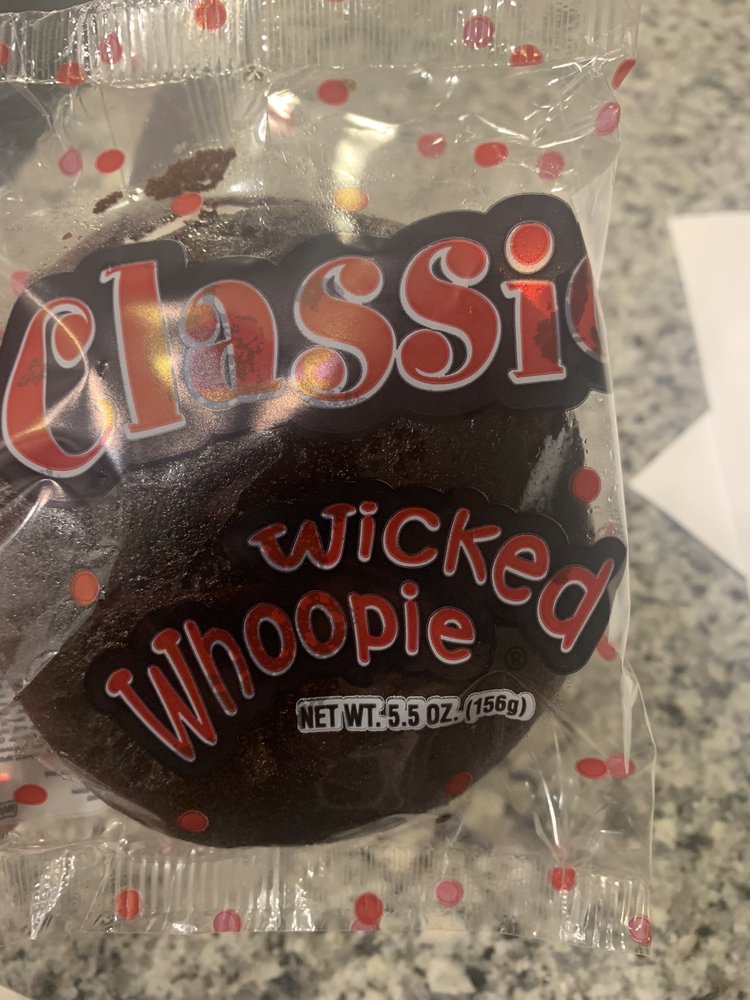 Classic
Wicked
Whoopie ®
NET WT. 5.5 OZ. (156g)